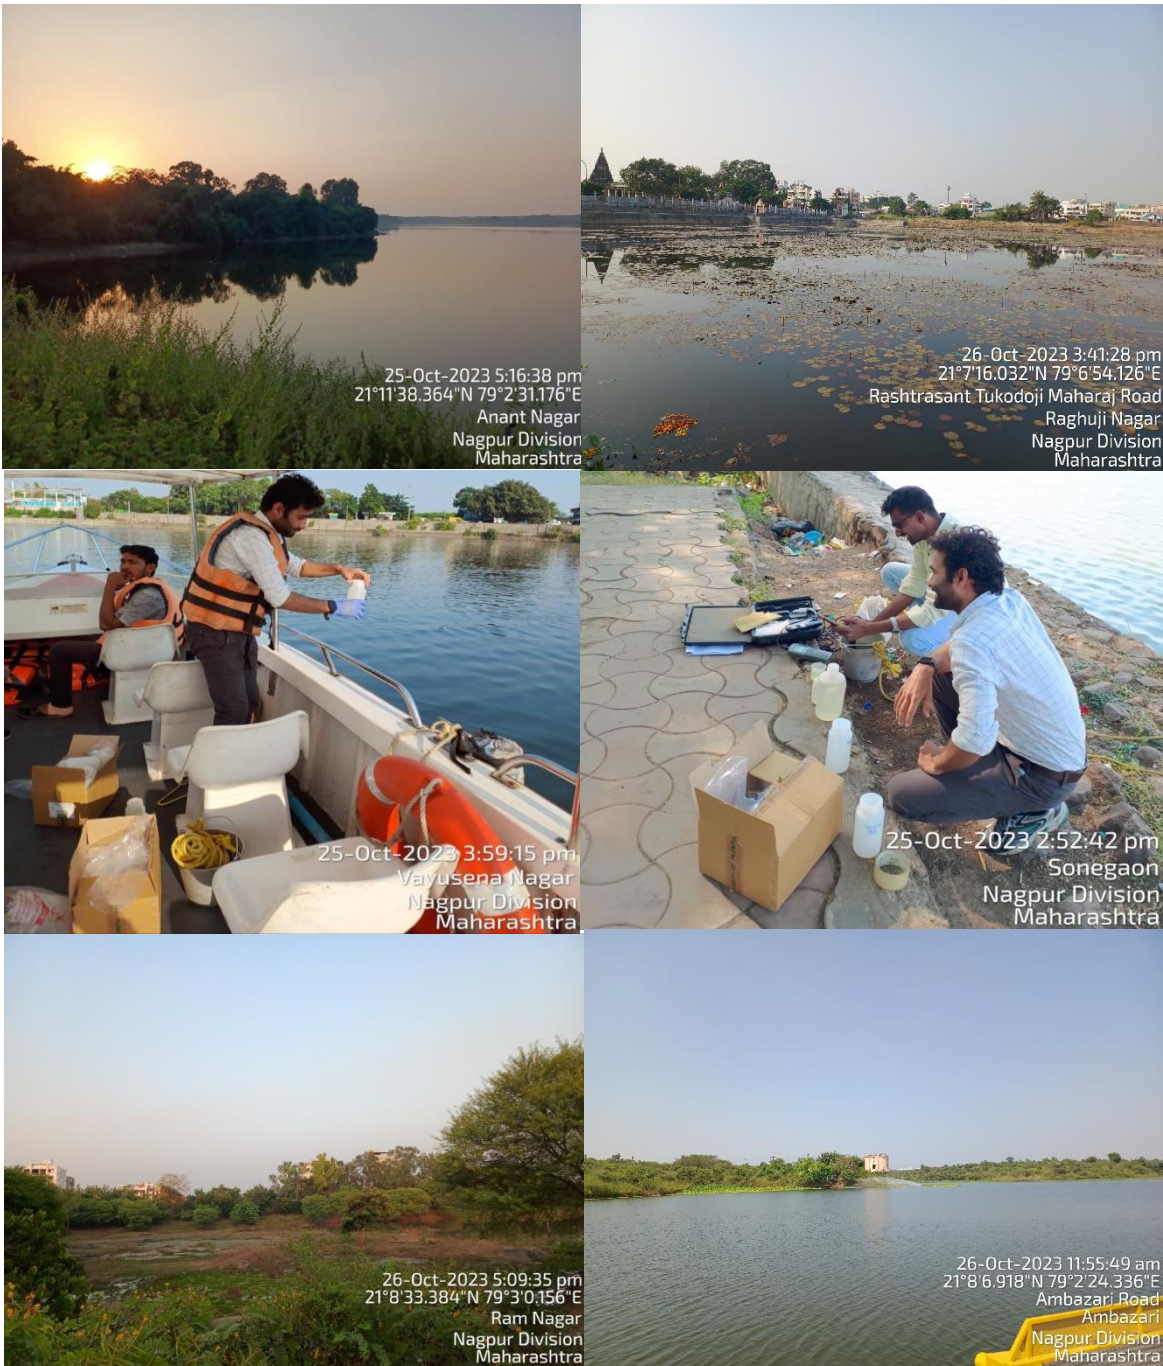 25-Oct-2023 5:16:38 pm
21°11'38.364"N 79°2'31.176"E
Anant Nagar
Nagpur Division
Maharashtra
26-Oct-2023 3:41:28 pm
21°7'16.032"N 79°6'54.126"E
Rashtrasant Tukodoji Maharaj Road
Raghuji Nagar
Nagpur Division
Maharashtra
25-Oct-2023 3:59:15 pm
Vayusena Nagar
Nagpur Division
Maharashtra
25-Oct-2023 2:52:42 pm
Sonegaon
Nagpur Division
Maharashtra
26-Oct-2023 5:09:35 pm
21°8'33.384"N 79°3'0.156"E
Ram Nagar
Nagpur Division
Maharashtra
26-Oct-2023 11:55:49 am
21°8'6.918"N 79°2'24.336"E
Ambazari Road
Ambazari
Nagpur Division
Maharashtra